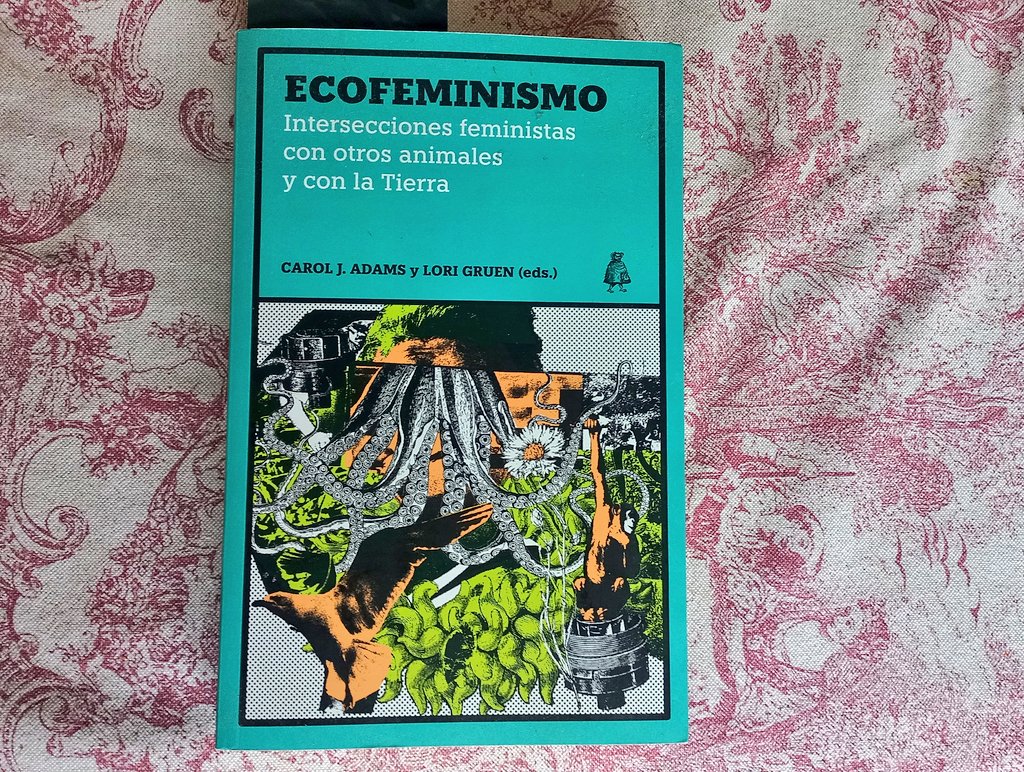 ECOFEMINISMO
Intersecciones feministas
con otros animales
y con la Tierra
CAROL J. ADAMS y LORI GRUEN (eds.)